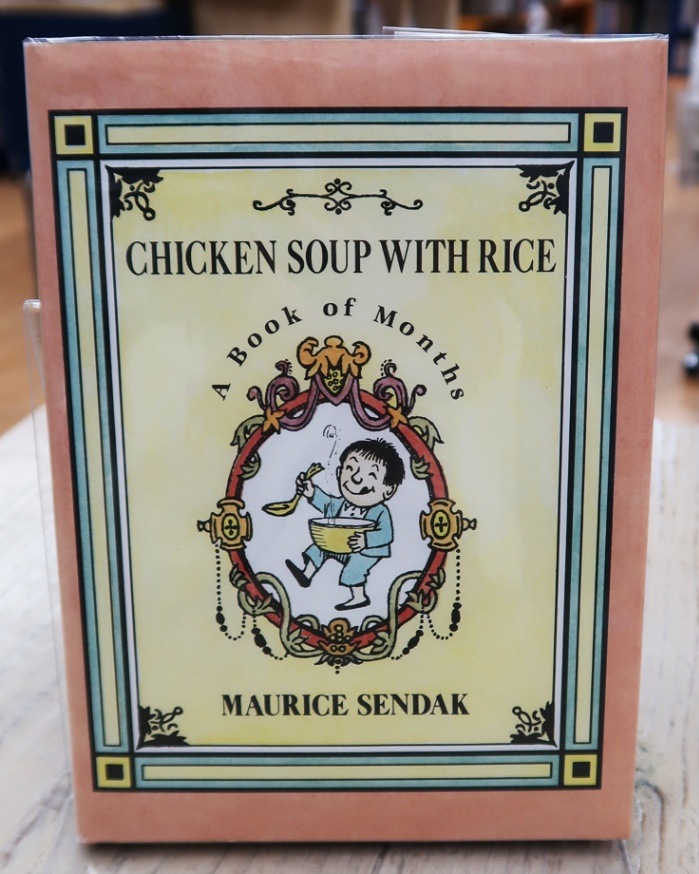 CHICKEN SOUP WITH RICE
A Book of Months
MAURICE SENDAK